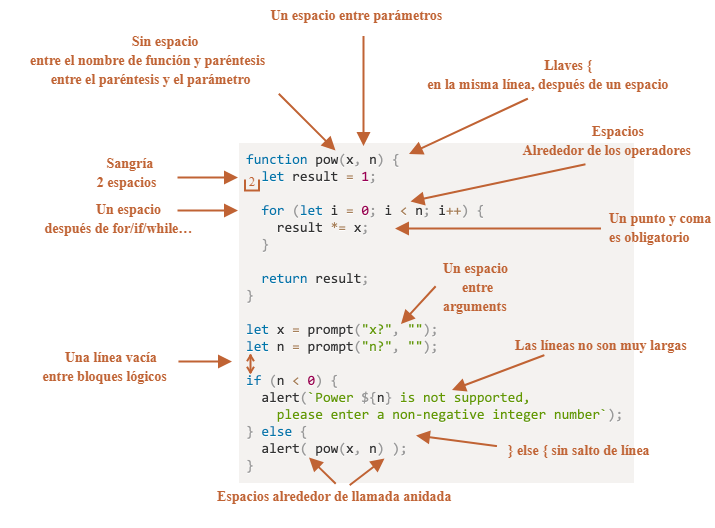 Un espacio entre parámetros
Sin espacio
entre el nombre de función y paréntesis
entre el paréntesis y el parámetro
Llaves {
en la misma línea, después de un espacio
Espacios
Alrededor de los operadores
Sangría
2 espacios
Un espacio
después de for/if/while…
Un punto y coma
es obligatorio
Un espacio
entre
arguments
Una línea vacía
entre bloques lógicos
Las líneas no son muy largas
} else { sin salto de línea
Espacios alrededor de llamada anidada
function pow(x, n) {
2
  let result = 1;
  for (let i = 0; i < n; i++) {
    result *= x;
  }
  return result;
}
let x = prompt("x?", "");
let n = prompt("n?", "");
if (n < 0) {
  alert(`Power ${n} is not supported,
    please enter a non-negative integer number`);
} else {
  alert( pow(x, n) );
}